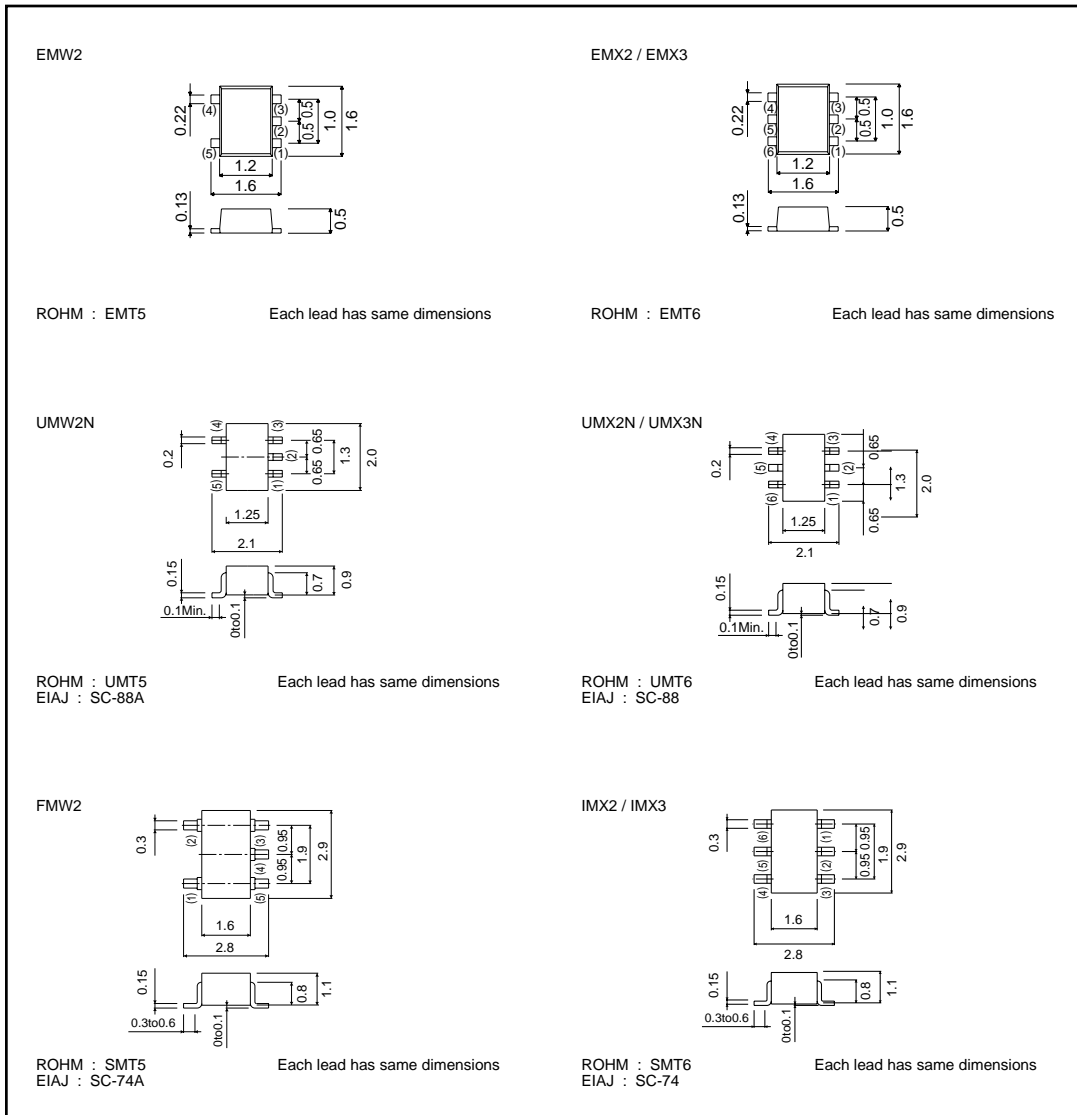 EMW2
0.22
(4)
(3)
(2)
(5)
(1)
0.5 0.5
1.0
1.6
1.2
1.6
0.13
0.5
ROHM : EMT5
Each lead has same dimensions
EMX2 / EMX3
0.22
(4)
(3)
(5)
(2)
(6)
(1)
0.5 0.5
1.0
1.6
1.2
1.6
0.13
0.5
ROHM : EMT6
Each lead has same dimensions
UMW2N
0.2
(4)
(3)
(2)
(5)
(1)
0.65
0.65
1.3
2.0
1.25
2.1
0.15
0.1Min.
0to0.1
0.7
0.9
ROHM : UMT5
EIAJ : SC-88A
Each lead has same dimensions
UMX2N / UMX3N
0.2
(4)
(3)
(5)
(2)
(6)
(1)
0.65
1.3
0.65
2.0
1.25
2.1
0.15
0.1Min.
0to0.1
0.7
0.9
ROHM : UMT6
EIAJ : SC-88
Each lead has same dimensions
FMW2
0.3
(2)
(3)
(4)
(1)
(5)
0.95
0.95
1.9
2.9
1.6
2.8
0.15
0.3to0.6
0to0.1
0.8
1.1
ROHM : SMT5
EIAJ : SC-74A
Each lead has same dimensions
IMX2 / IMX3
0.3
(6)
(1)
(5)
(2)
(4)
(3)
0.95
0.95
1.9
2.9
1.6
2.8
0.15
0.3to0.6
0to0.1
0.8
1.1
ROHM : SMT6
EIAJ : SC-74
Each lead has same dimensions